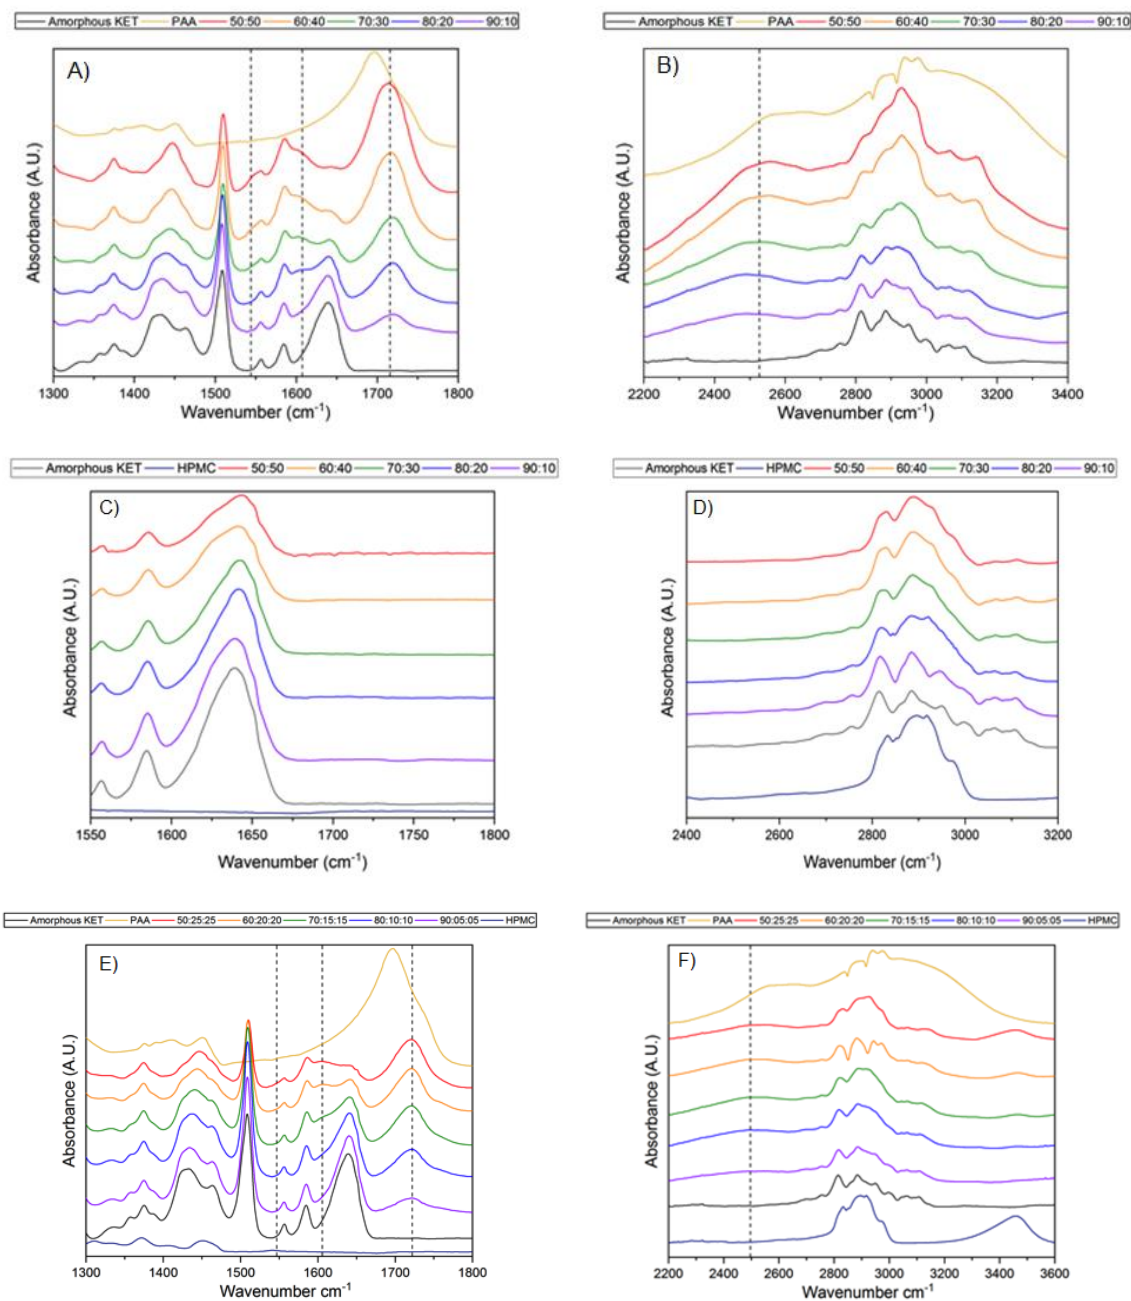 Amorphous KET PAA 50:50 60:40 70:30 80:20 90:10
A)
Absorbance (A.U.)
1300 1400 1500 1600 1700 1800
Wavenumber (cm-1)
Amorphous KET PAA 50:50 60:40 70:30 80:20 90:10
B)
Absorbance (A.U.)
2200 2400 2600 2800 3000 3200 3400
Wavenumber (cm-1)
Amorphous KET HPMC 50:50 60:40 70:30 80:20 90:10
C)
Absorbance (A.U.)
1550 1600 1650 1700 1750 1800
Wavenumber (cm-1)
Amorphous KET HPMC 50:50 60:40 70:30 80:20 90:10
D)
Absorbance (A.U.)
2400 2600 2800 3000 3200
Wavenumber (cm-1)
Amorphous KET PAA 50:25:25 60:20:20 70:15:15 80:10:10 90:05:05 HPMC
E)
Absorbance (A.U.)
1300 1400 1500 1600 1700 1800
Wavenumber cm-1
Amorphous KET PAA 50:25:25 60:20:20 70:15:15 80:10:10 90:05:05 HPMC
F)
Absorbance (A.U.)
2200 2400 2600 2800 3000 3200 3400 3600
Wavenumber cm-1